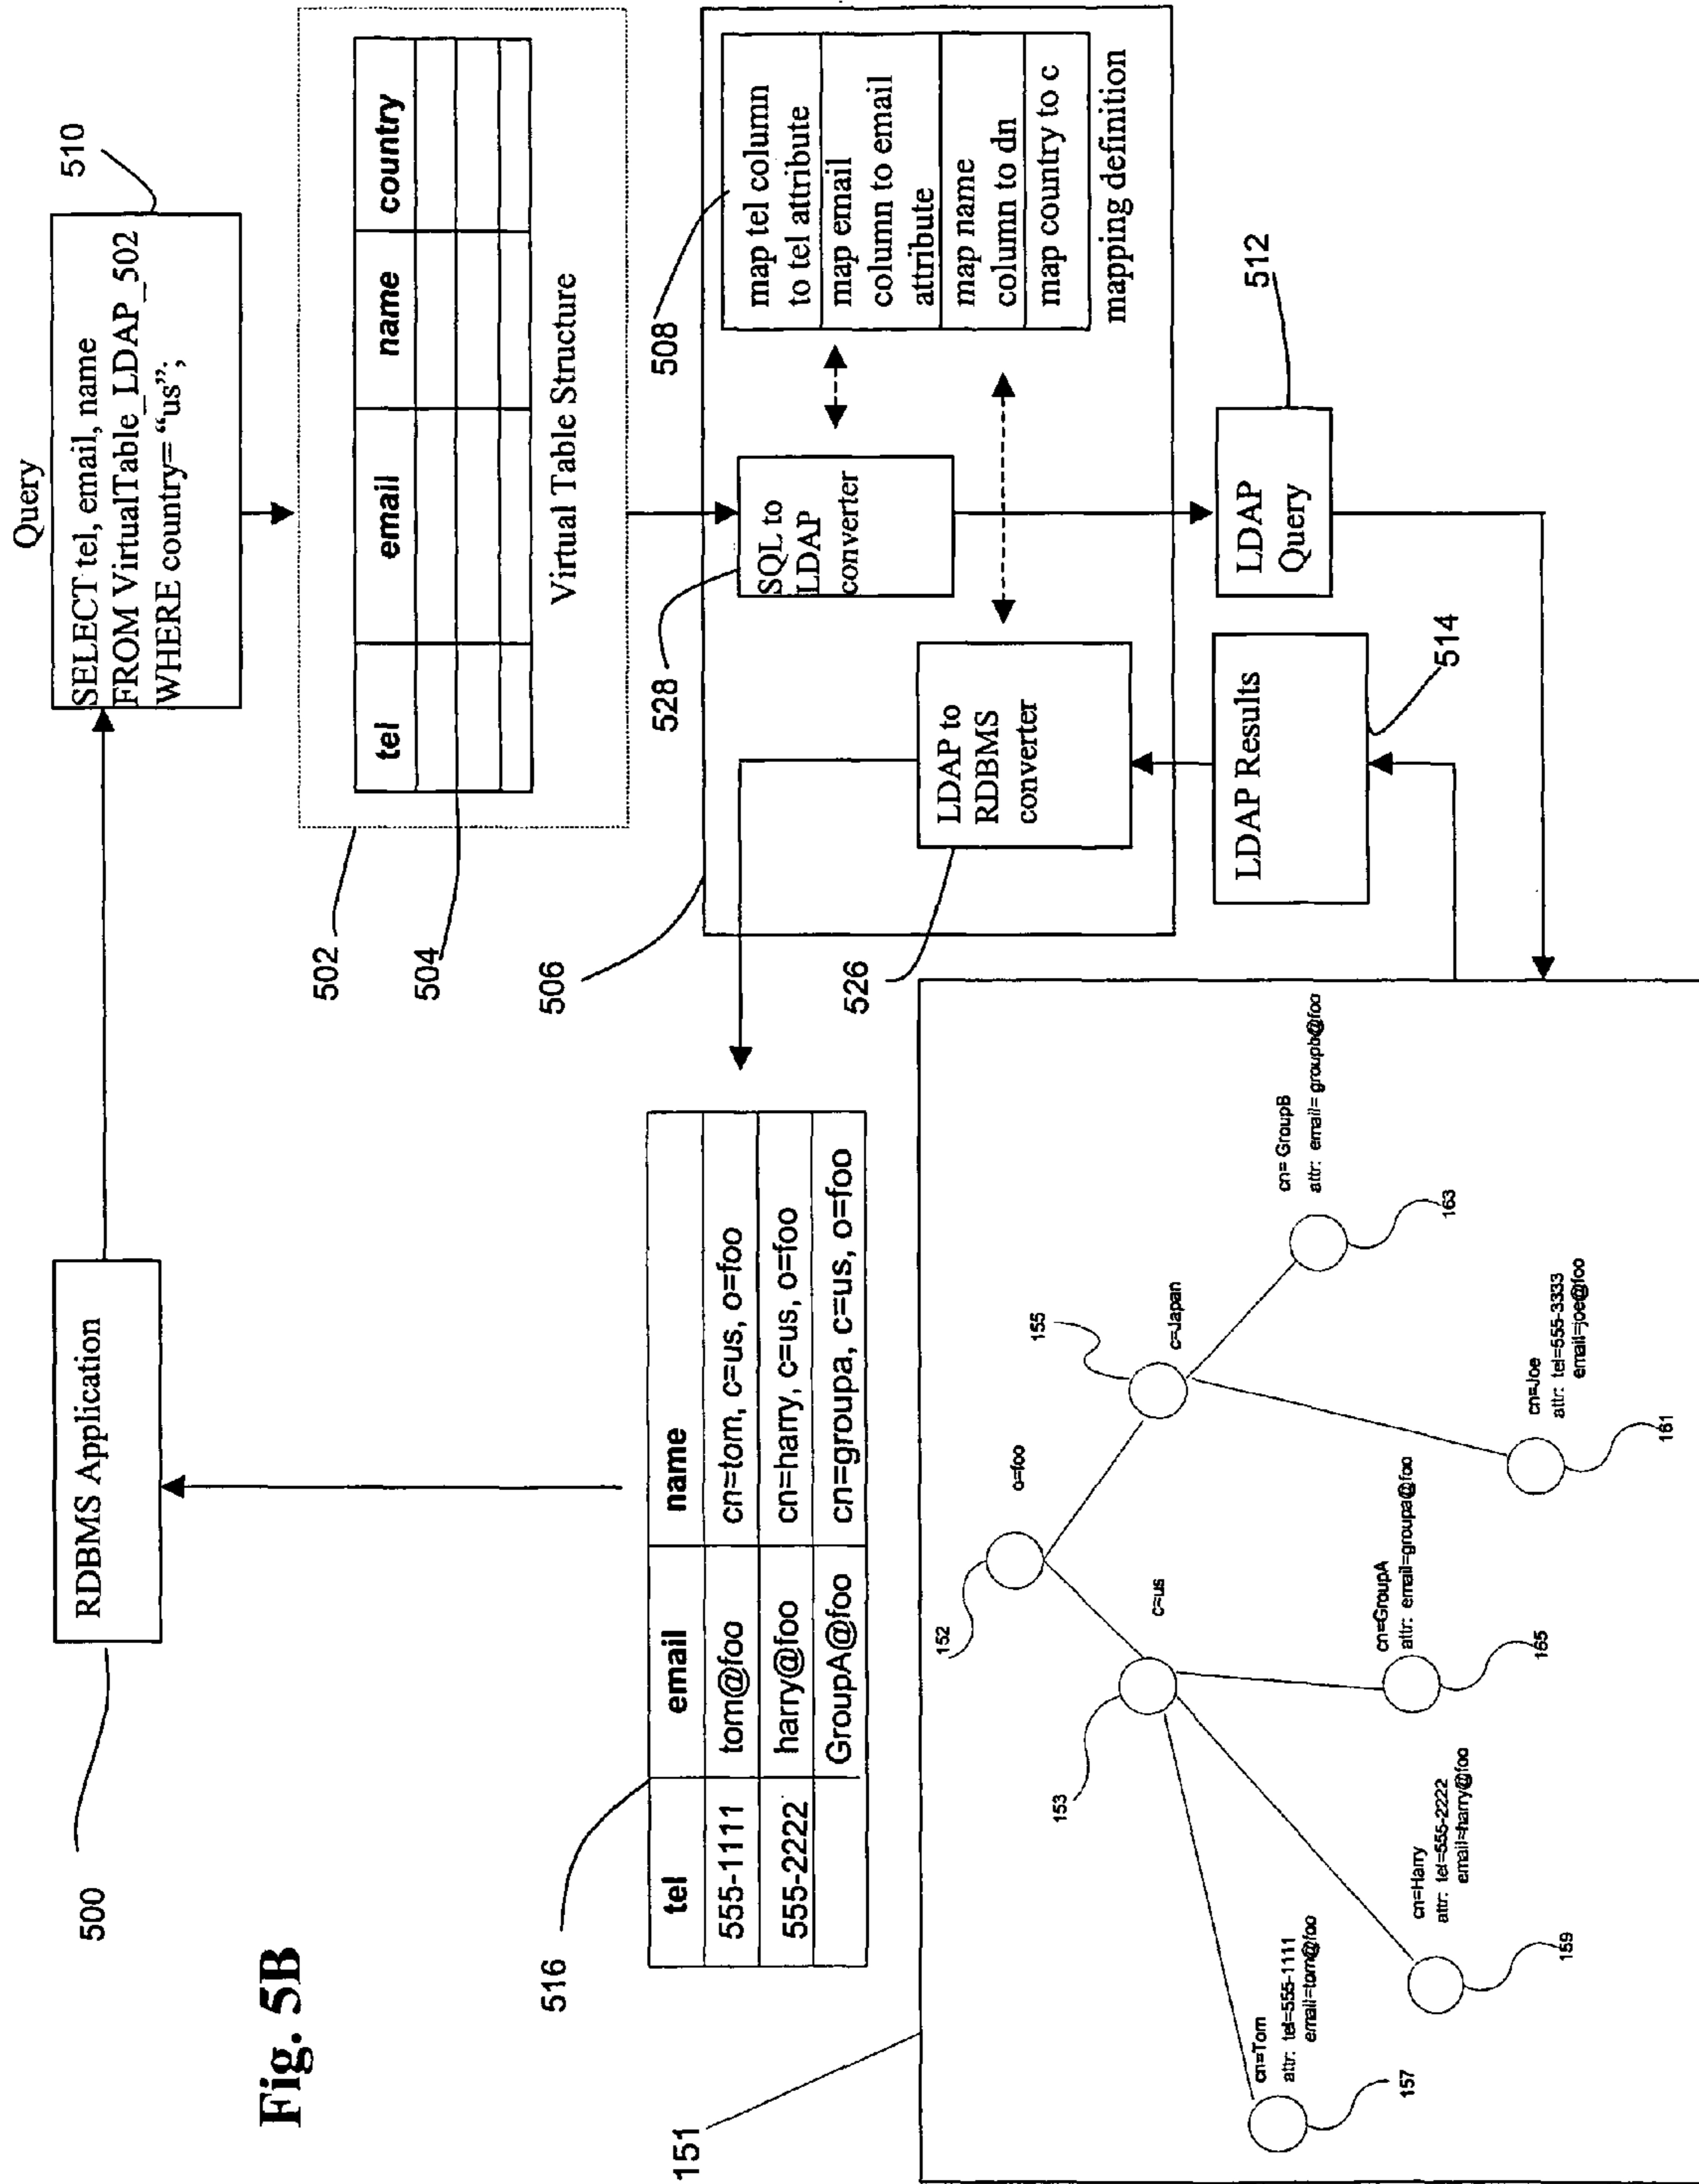 Fig. 5B
500
RDBMS Application
Query
SELECT tel, email, name
FROM VirtualTable_LDAP_502
WHERE country= “us”;
510
502
504
tel email name country
Virtual Table Structure
516
tel email name
555-1111 tom@foo cn=tom, c=us, o=foo
555-2222 harry@foo cn=harry, c=us, o=foo
GroupA@foo cn=groupa, c=us, o=foo
506
528
SQL to
LDAP
converter
508
map tel column
to tel attribute
map email
column to email
attribute
map name
column to dn
map country to c
mapping definition
526
LDAP to
RDBMS
converter
LDAP Results
514
LDAP
Query
512
151
152
o=foo
153
c=us
155
c=Japan
cn=Tom
attr: tel=555-1111
email=tom@foo
157
cn=Harry
attr: tel=555-2222
email=harry@foo
159
cn=GroupA
attr: email=groupa@foo
165
cn=Joe
attr: tel=555-3333
email=joe@foo
161
cn= GroupB
attr: email= groupb@foo
163